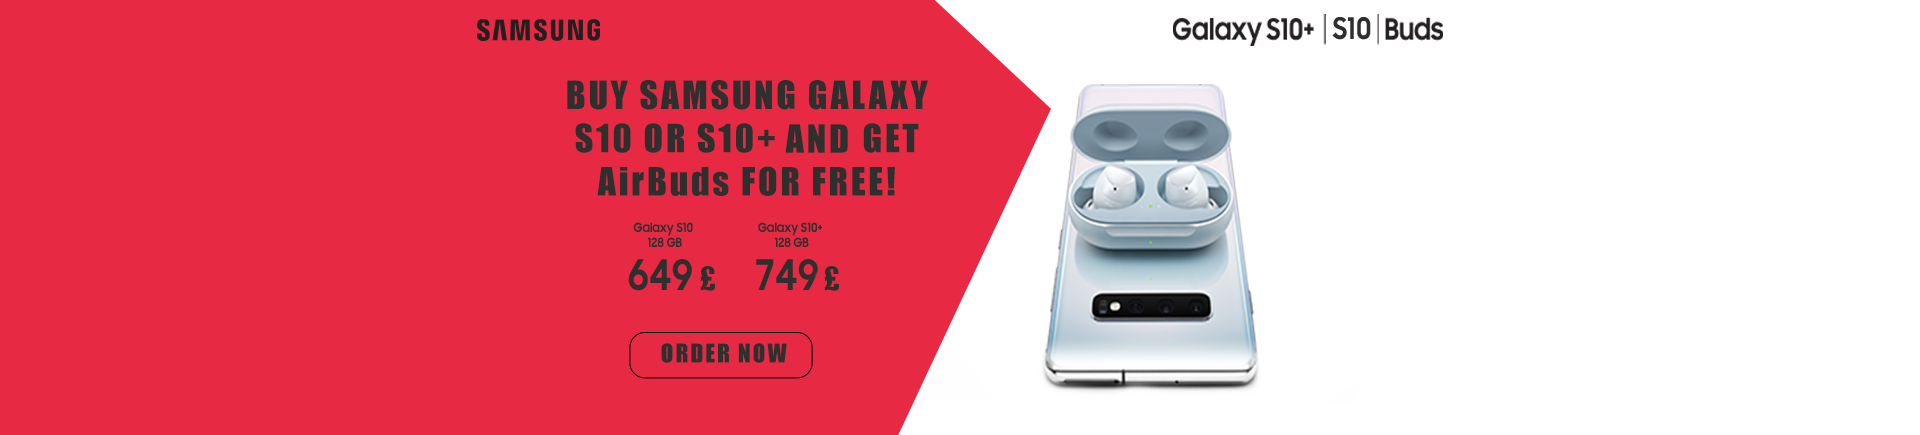 SAMSUNG
Galaxy S10+ | S10 | Buds
BUY SAMSUNG GALAXY
S10 OR S10+ AND GET
AirBuds FOR FREE!
Galaxy S10
128 GB
649 £
Galaxy S10+
128 GB
749 £
ORDER NOW